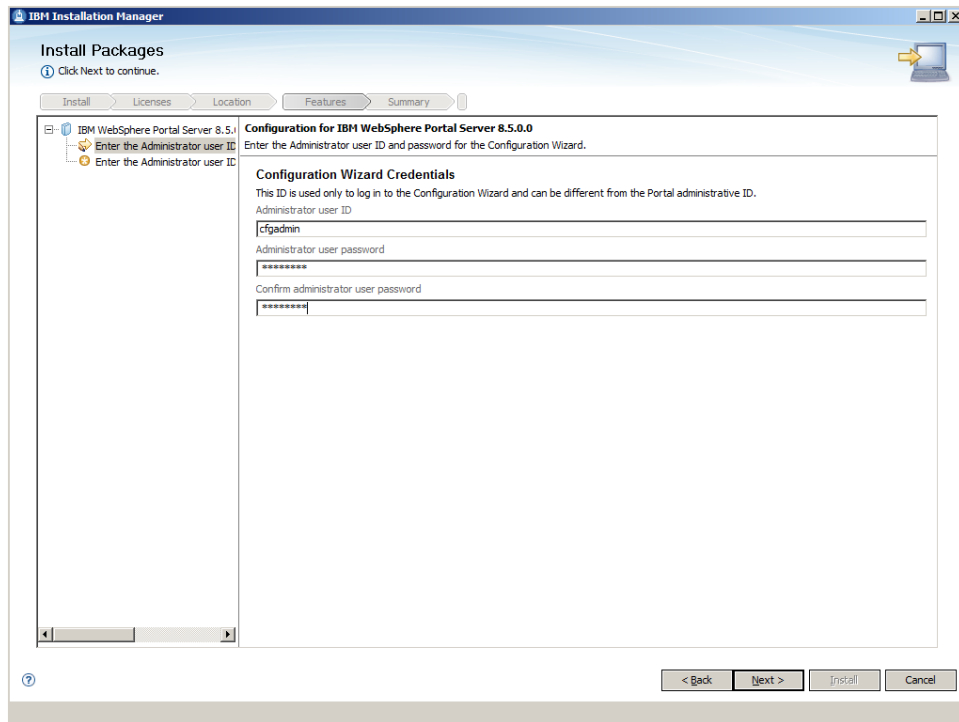 IBM Installation Manager
Install Packages
Click Next to continue.
Install Licenses Location Features Summary
IBM WebSphere Portal Server 8.5.
Enter the Administrator user ID
Enter the Administrator user ID
Configuration for IBM WebSphere Portal Server 8.5.0.0
Enter the Administrator user ID and password for the Configuration Wizard.
Configuration Wizard Credentials
This ID is used only to log in to the Configuration Wizard and can be different from the Portal administrative ID.
Administrator user ID
cfgadmin
Administrator user password
********
Confirm administrator user password
********
?
< Back Next > Install Cancel